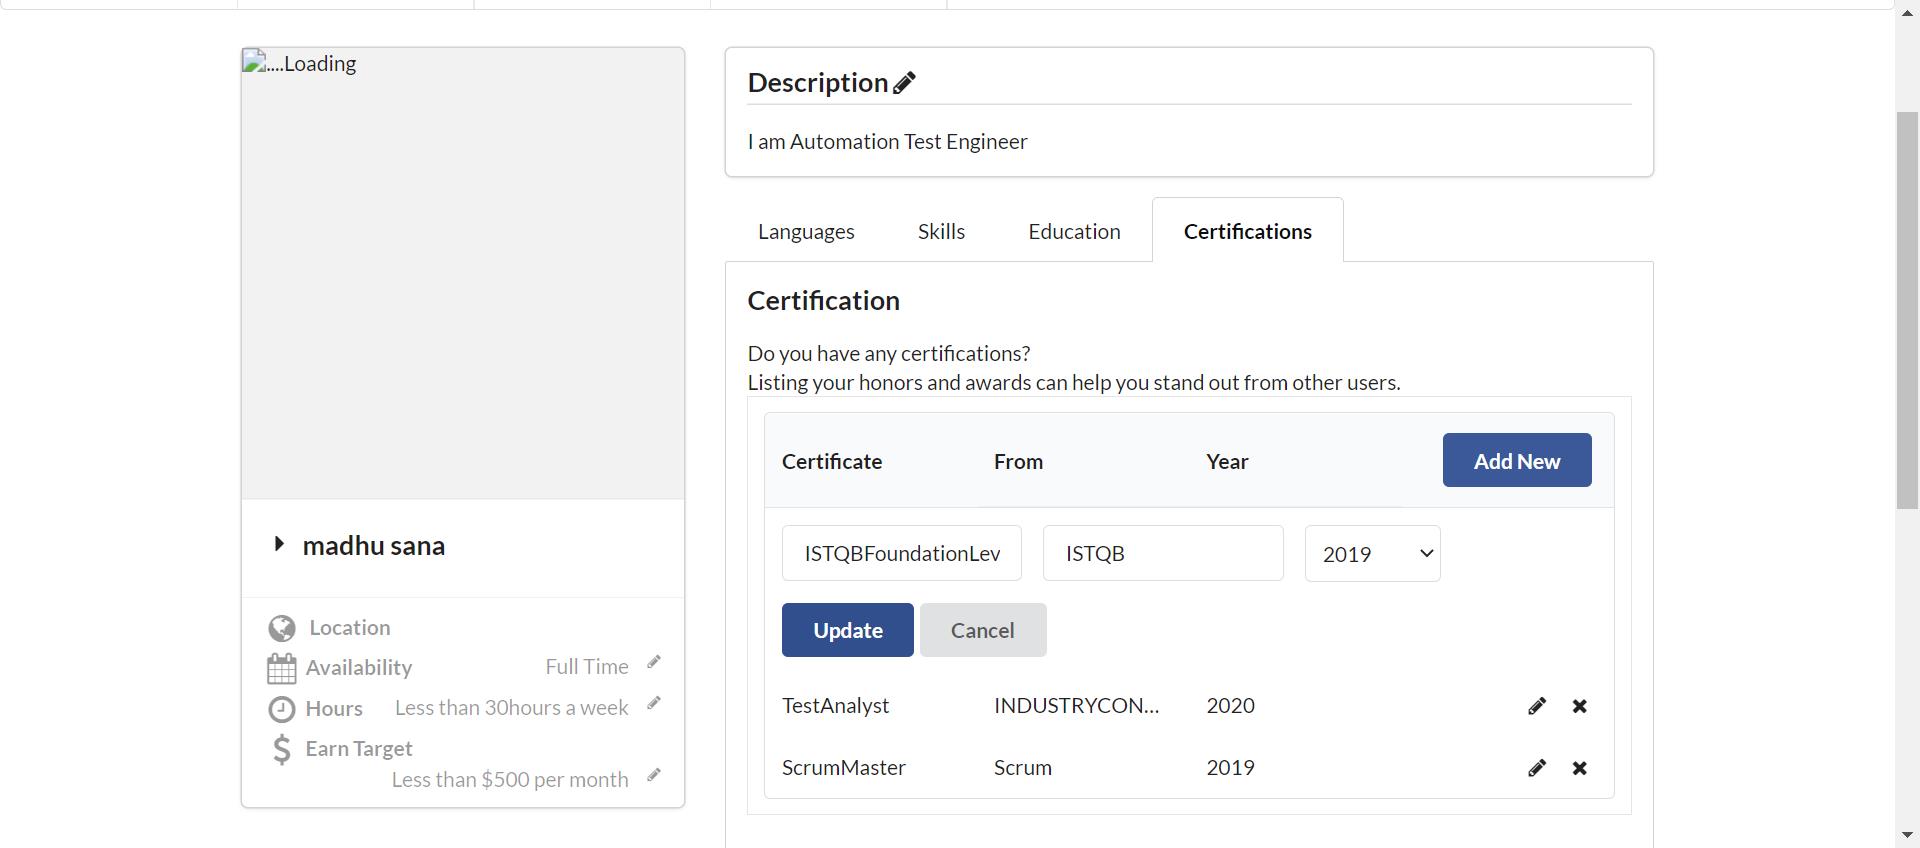 ....Loading
madhu sana
Location
Availability Full Time
Hours Less than 30hours a week
Earn Target
Less than $500 per month
Description
I am Automation Test Engineer
Languages Skills Education Certifications
Certification
Do you have any certifications?
Listing your honors and awards can help you stand out from other users.
Certificate From Year Add New
ISTQBFoundationLev ISTQB 2019
Update Cancel
TestAnalyst INDUSTRYCON... 2020
ScrumMaster Scrum 2019